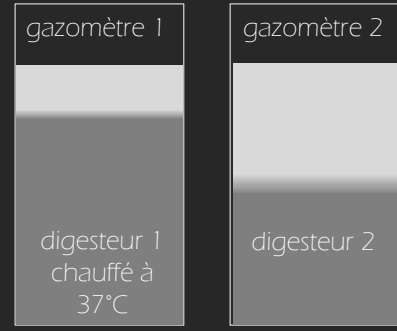 gazomètre 1
digesteur 1
chauffé à
37°C
gazomètre 2
digesteur 2